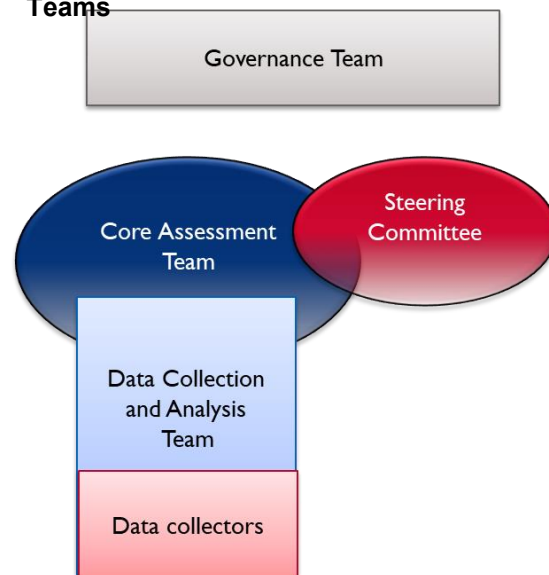 Teams
Governance Team
Steering
Committee
Core Assessment
Team
Data Collection
and Analysis
Team
Data collectors